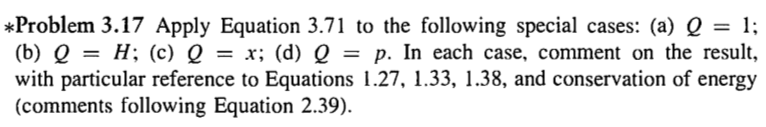 *Problem 3.17 Apply Equation 3.71 to the following special cases: (a) Q = 1;
(b) Q = H; (c) Q = x; (d) Q = p. In each case, comment on the result,
with particular reference to Equations 1.27, 1.33, 1.38, and conservation of energy
(comments following Equation 2.39).